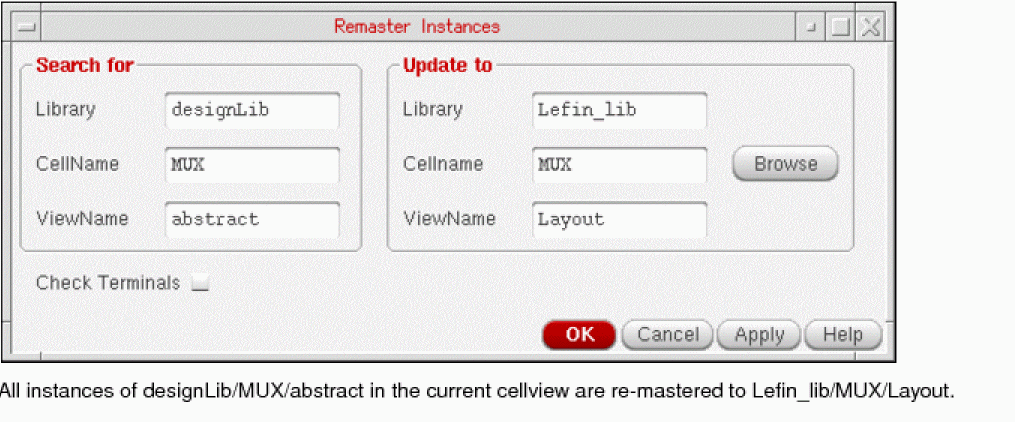 Remaster Instances
Search for
Library designLib
CellName MUX
ViewName abstract
Update to
Library Lefin_lib
Cellname MUX Browse
ViewName Layout
Check Terminals
OK Cancel Apply Help
All instances of designLib/MUX/abstract in the current cellview are re-mastered to Lefin_lib/MUX/Layout.